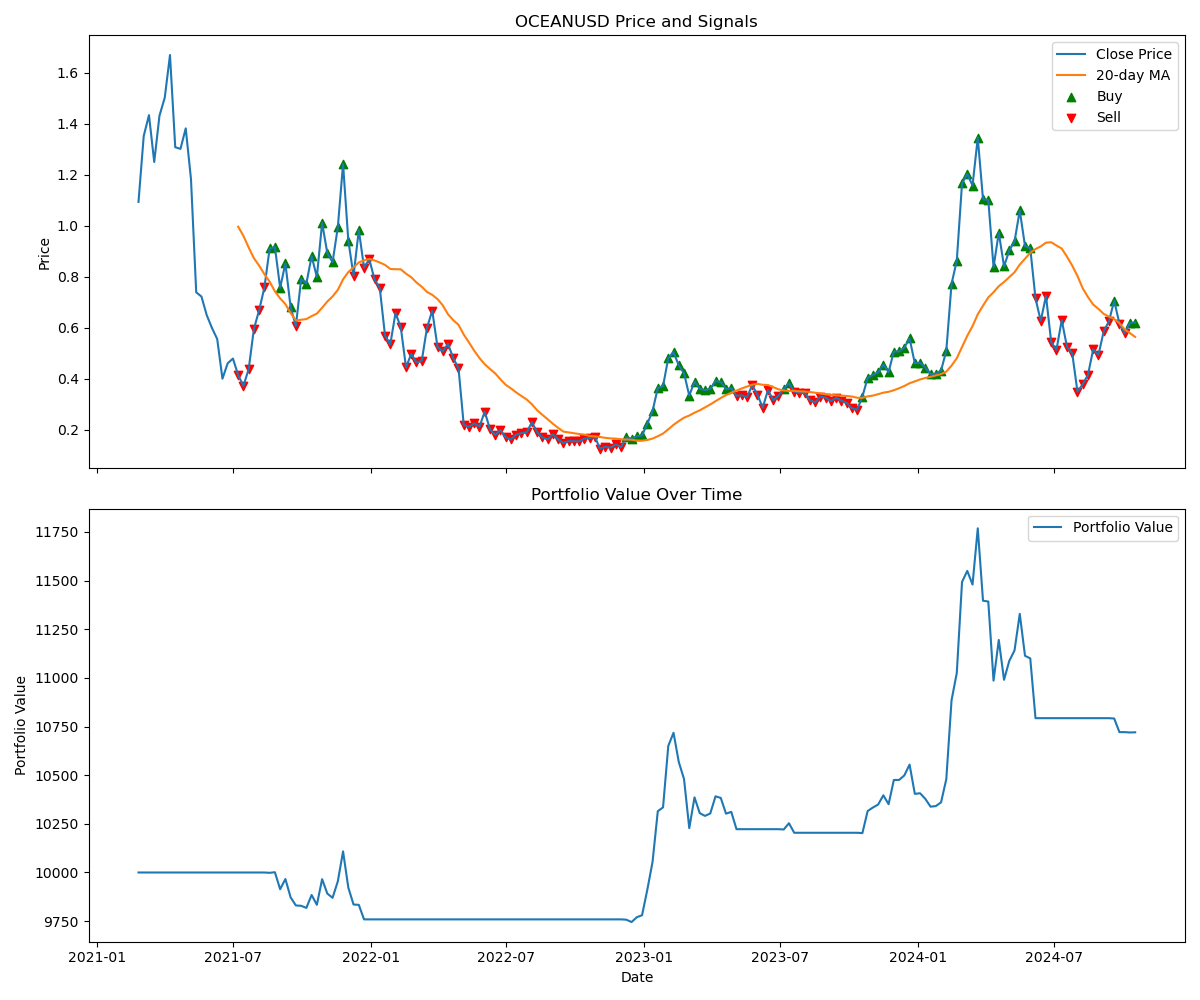 OCEANUSD Price and Signals
Price
1.6
1.4
1.2
1.0
0.8
0.6
0.4
0.2
Close Price
20-day MA
Buy
Sell
Portfolio Value Over Time
Portfolio Value
11750
11500
11250
11000
10750
10500
10250
10000
9750
Portfolio Value
2021-01
2021-07
2022-01
2022-07
2023-01
2023-07
2024-01
2024-07
Date